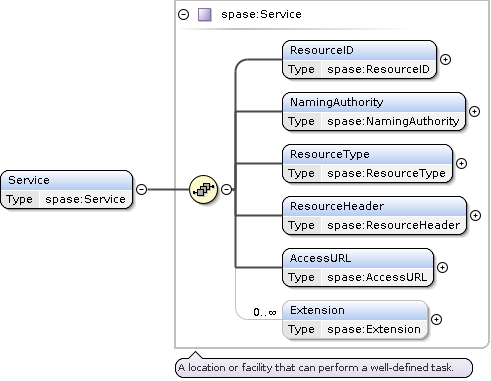 spase:Service
ResourceID
Type spase:ResourceID
NamingAuthority
Type spase:NamingAuthority
ResourceType
Type spase:ResourceType
Service
Type spase:Service
ResourceHeader
Type spase:ResourceHeader
AccessURL
Type spase:AccessURL
0..∞
Extension
Type spase:Extension
A location or facility that can perform a well-defined task.